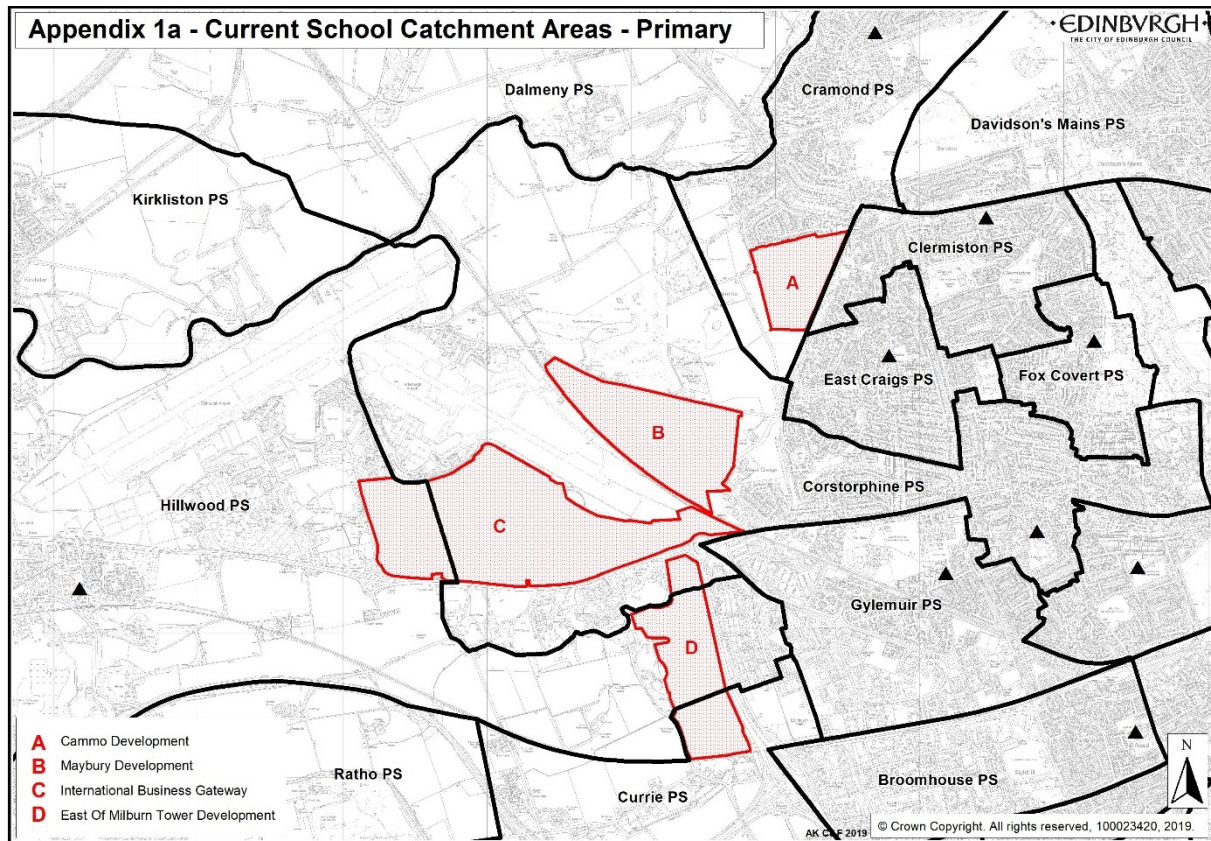 Appendix 1a - Current School Catchment Areas - Primary
·EDINBVRGH·
THE CITY OF EDINBURGH COUNCIL
Dalmeny PS
Cramond PS
Davidson's Mains PS
Kirkliston PS
Clermiston PS
A
East Craigs PS
Fox Covert PS
B
Corstorphine PS
Hillwood PS
C
Gylemuir PS
D
A Cammo Development
B Maybury Development
C International Business Gateway
D East Of Milburn Tower Development
Ratho PS
Currie PS
Broomhouse PS
N
AK C&F 2019
© Crown Copyright. All rights reserved, 100023420, 2019.